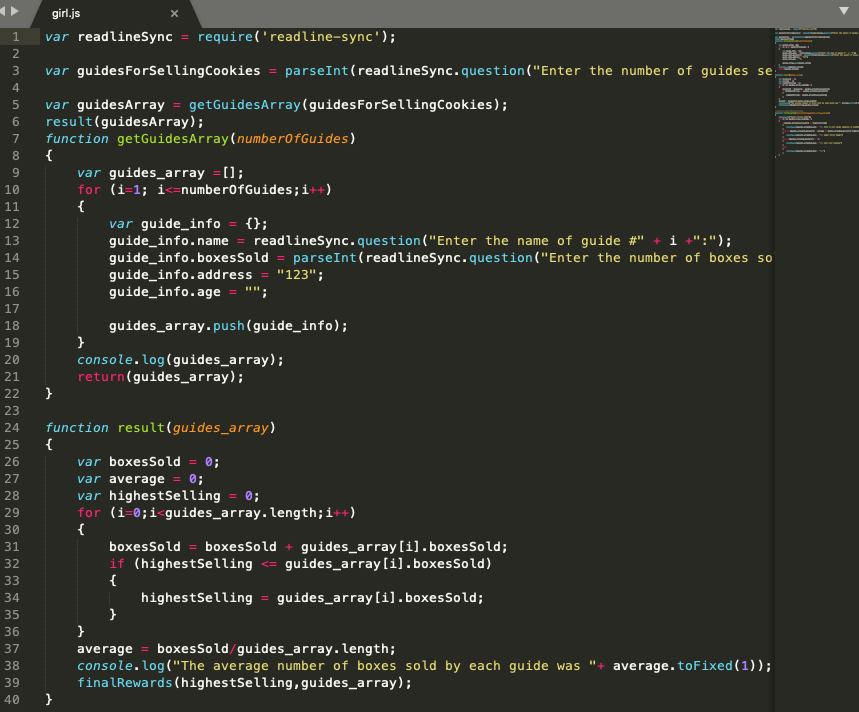 girl.js ×
1 var readlineSync = require('readline-sync');
2
3 var guidesForSellingCookies = parseInt(readlineSync.question("Enter the number of guides se
4
5 var guidesArray = getGuidesArray(guidesForSellingCookies);
6 result(guidesArray);
7 function getGuidesArray(numberOfGuides)
8 {
9     var guides_array =[];
10     for (i=1; i<=numberOfGuides;i++)
11     {
12         var guide_info = {};
13         guide_info.name = readlineSync.question("Enter the name of guide #" + i +":");
14         guide_info.boxesSold = parseInt(readlineSync.question("Enter the number of boxes so
15         guide_info.address = "123";
16         guide_info.age = "";
17
18         guides_array.push(guide_info);
19     }
20     console.log(guides_array);
21     return(guides_array);
22 }
23
24 function result(guides_array)
25 {
26     var boxesSold = 0;
27     var average = 0;
28     var highestSelling = 0;
29     for (i=0;i<guides_array.length;i++)
30     {
31         boxesSold = boxesSold + guides_array[i].boxesSold;
32         if (highestSelling <= guides_array[i].boxesSold)
33         {
34             highestSelling = guides_array[i].boxesSold;
35         }
36     }
37     average = boxesSold/guides_array.length;
38     console.log("The average number of boxes sold by each guide was "+ average.toFixed(1));
39     finalRewards(highestSelling,guides_array);
40 }